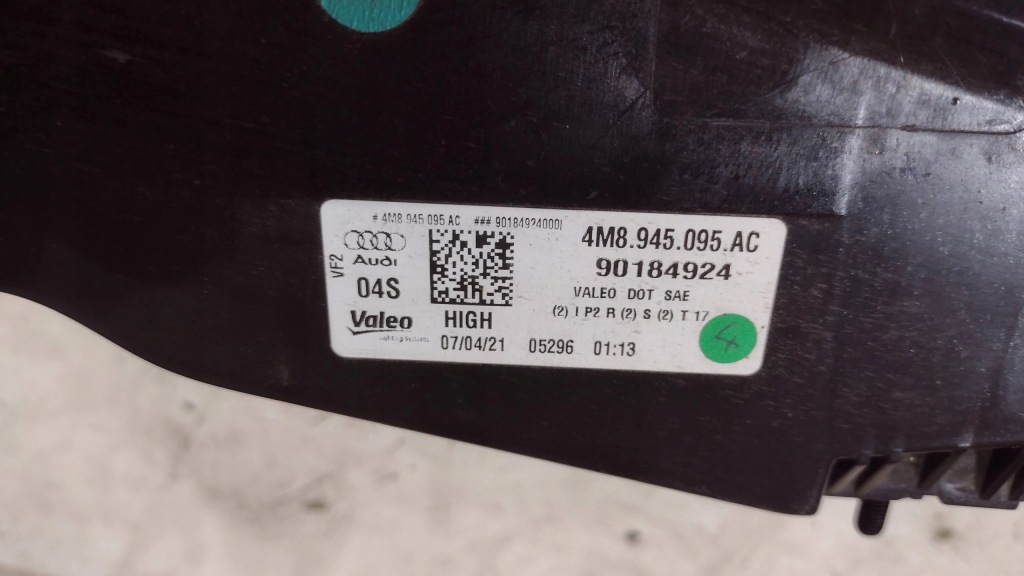 # 4M8 945 095 AC ### 90184924000I
VF2
Audi
4M8.945.095.AC
90184924
04S
VALEO DOT SAE
(2) I P2 R (2) S (2) T 17
Valeo
HIGH
4
07/04/21 05296 01:13